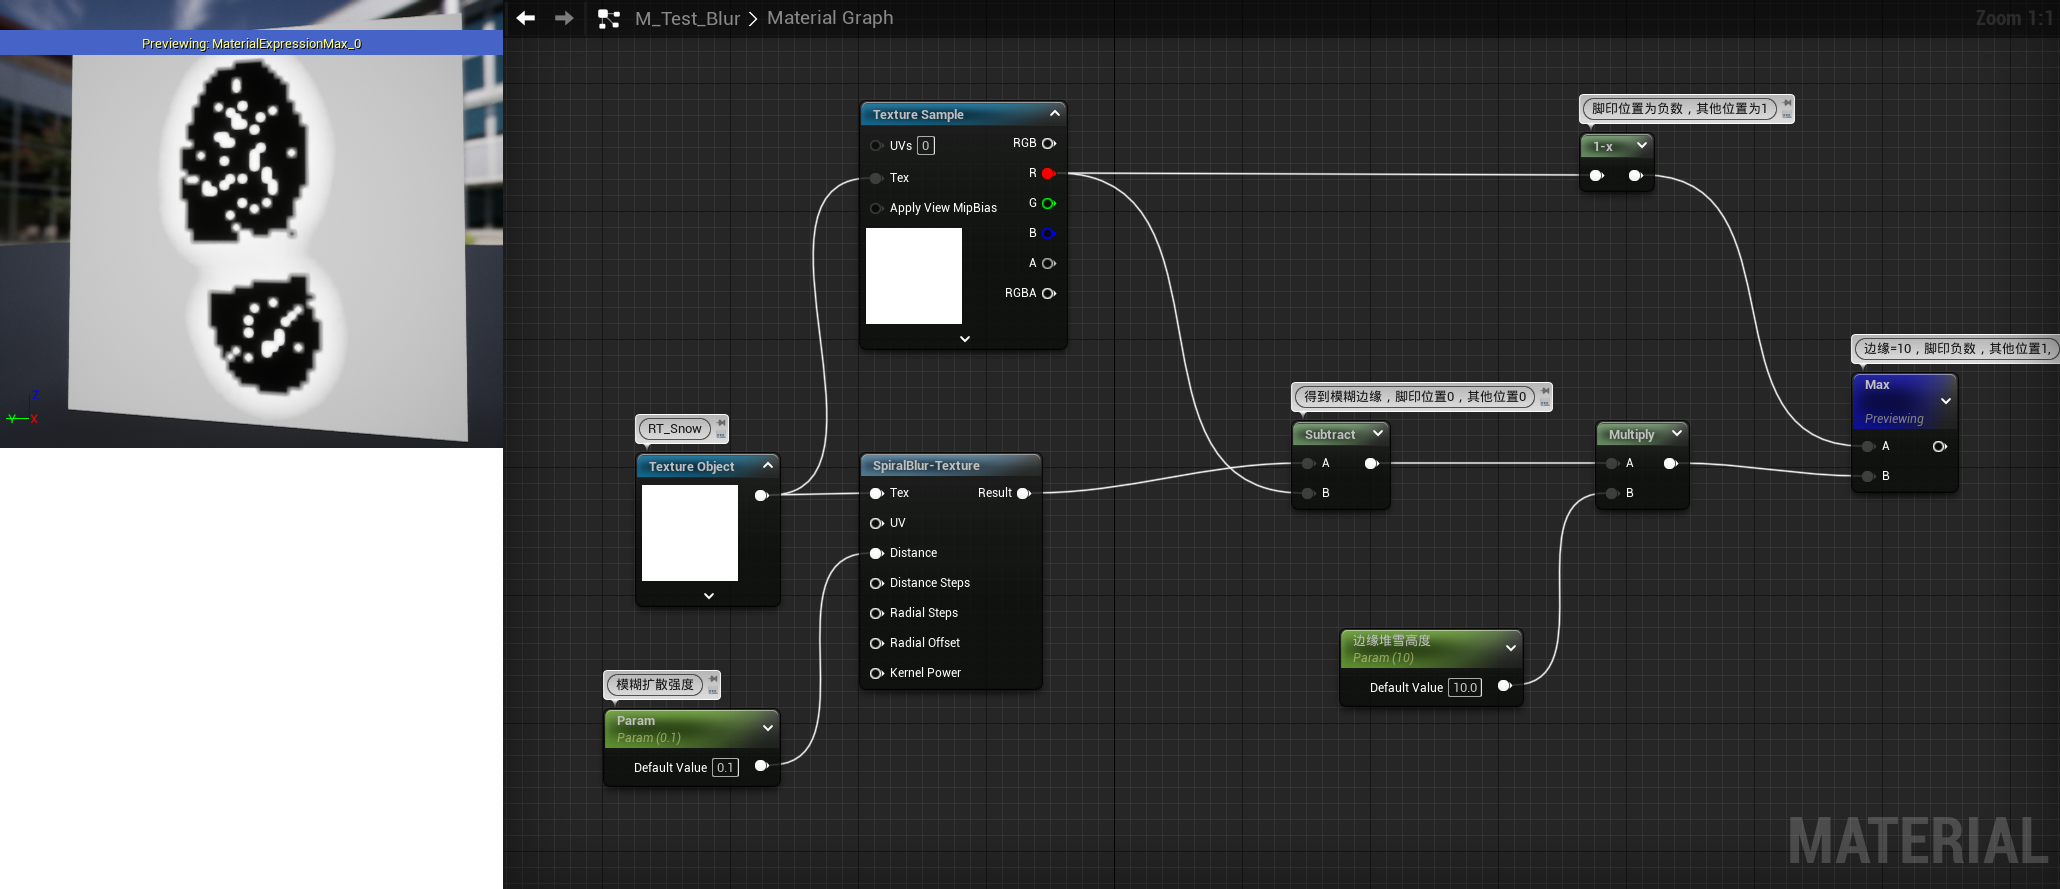 M_Test_Blur > Material Graph
Zoom 1:1
Previewing: MaterialExpressionMax_0
Z
Y
X
Texture Sample
UVs 0
Tex
Apply View MipBias
RGB
R
G
B
A
RGBA
脚印位置为负数，其他位置为1
1-x
边缘=10，脚印负数，其他位置1,
Max
Previewing
A
B
得到模糊边缘，脚印位置0，其他位置0
Subtract
A
B
Multiply
A
B
RT_Snow
Texture Object
SpiralBlur-Texture
Tex
Result
UV
Distance
Distance Steps
Radial Steps
Radial Offset
Kernel Power
边缘堆雪高度
Param (10)
Default Value 10.0
模糊扩散强度
Param
Param (0.1)
Default Value 0.1
MATERIAL